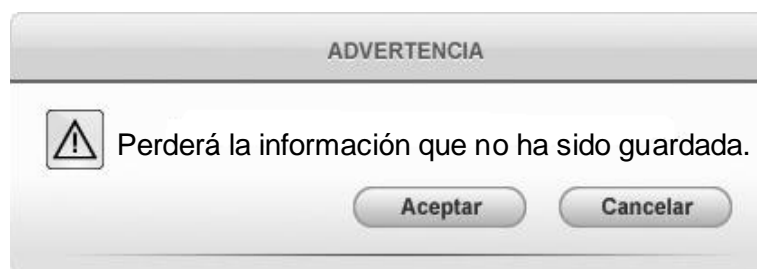 ADVERTENCIA
Perderá la información que no ha sido guardada.
Aceptar Cancelar